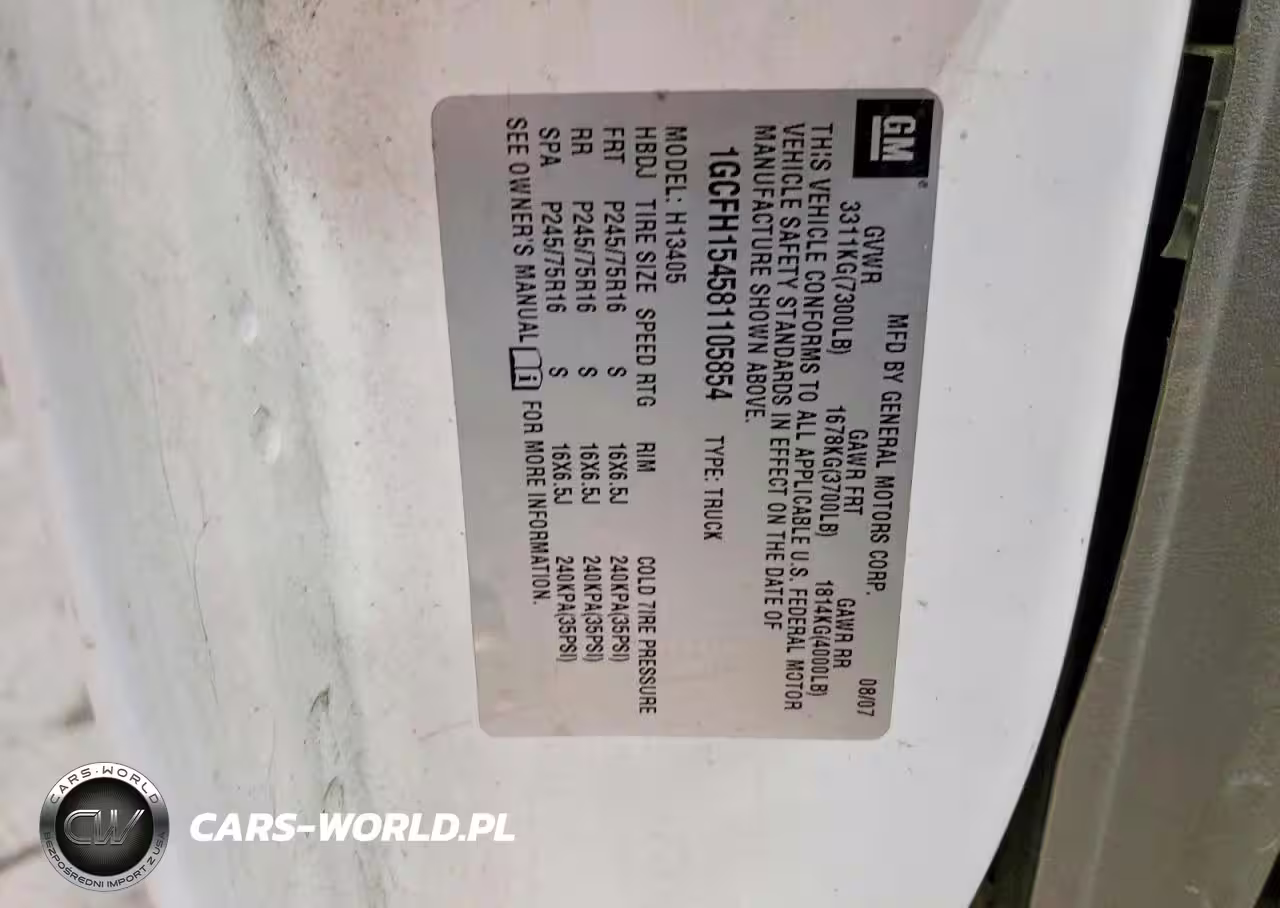 GM
MFD BY GENERAL MOTORS CORP. 08/07
GVWR GAWR FRT GAWR RR
3311KG(7300LB) 1678KG(3700LB) 1814KG(4000LB)
THIS VEHICLE CONFORMS TO ALL APPLICABLE U.S. FEDERAL MOTOR
VEHICLE SAFETY STANDARDS IN EFFECT ON THE DATE OF
MANUFACTURE SHOWN ABOVE.
1GCFH154581105854 TYPE: TRUCK
MODEL: H13405
HBDJ TIRE SIZE SPEED RTG RIM COLD TIRE PRESSURE
FRT P245/75R16 S 16X6.5J 240KPA(35PSI)
RR P245/75R16 S 16X6.5J 240KPA(35PSI)
SPA P245/75R16 S 16X6.5J 240KPA(35PSI)
SEE OWNER'S MANUAL i FOR MORE INFORMATION.
CARS-WORLD
CW
BEZPOŚREDNI IMPORT Z USA
CARS-WORLD.PL